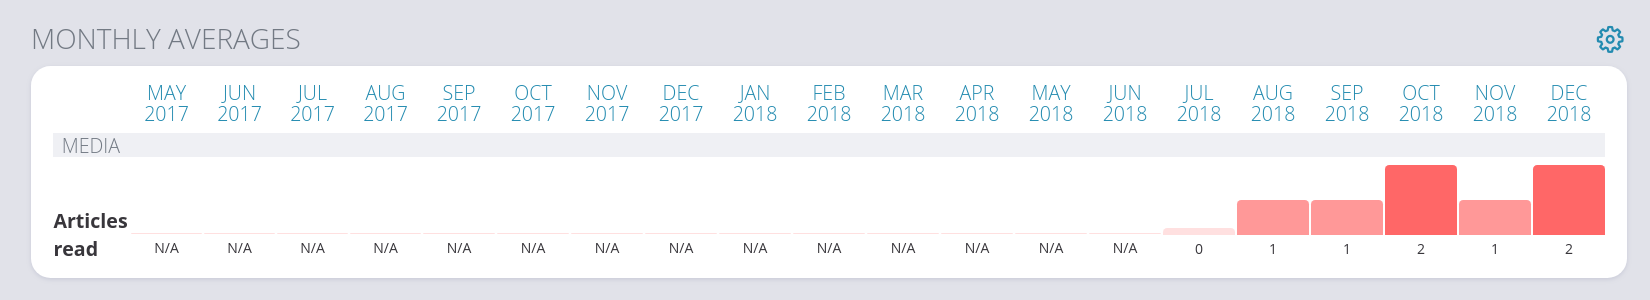 MONTHLY AVERAGES
MAY JUN JUL AUG SEP OCT NOV DEC JAN FEB MAR APR MAY JUN JUL AUG SEP OCT NOV DEC
2017 2017 2017 2017 2017 2017 2017 2017 2018 2018 2018 2018 2018 2018 2018 2018 2018 2018 2018 2018
MEDIA
Articles
read N/A N/A N/A N/A N/A N/A N/A N/A N/A N/A N/A N/A N/A N/A 0 1 1 2 1 2